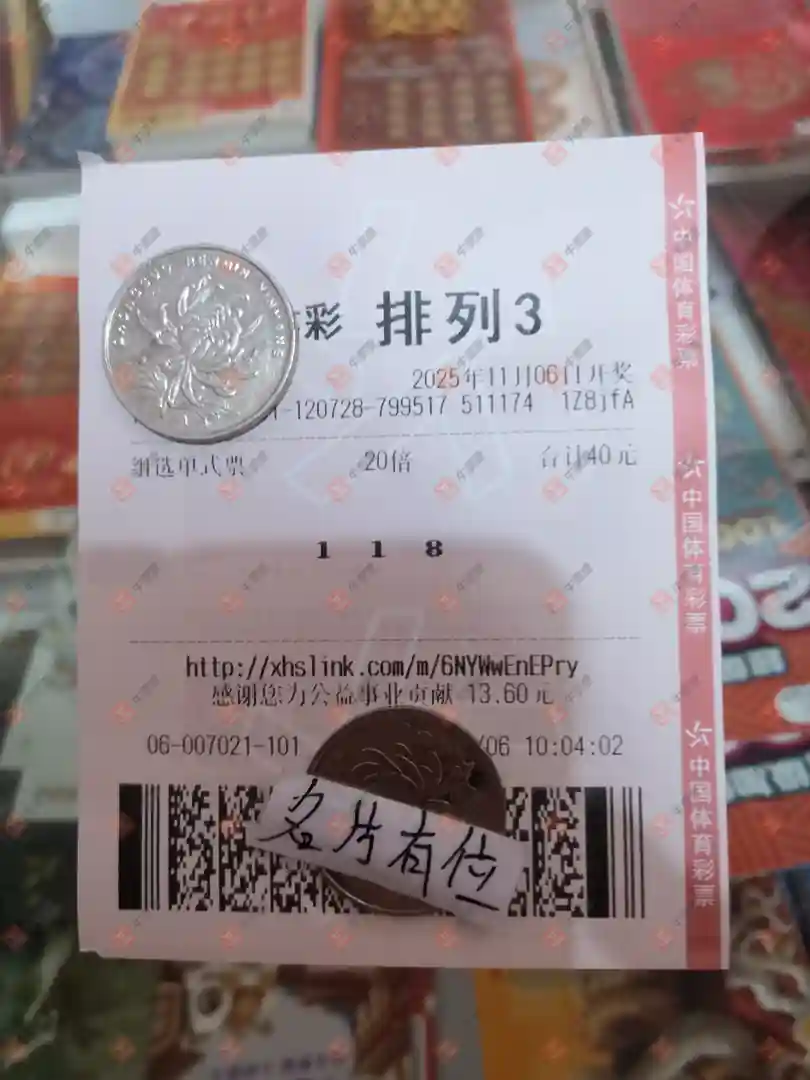 彩 排列3
2025年11月06日开奖
1-120728-799517 511174 1Z8jfA
组选单式票 20倍 合计40元
1 1 8
http://xhslink.com/m/6NYWwEnEPry
感谢您为公益事业贡献 13.60元
06-007021-101 /06 10:04:02
名片有位
中国体育彩票
中国体育彩票
中国体育彩票